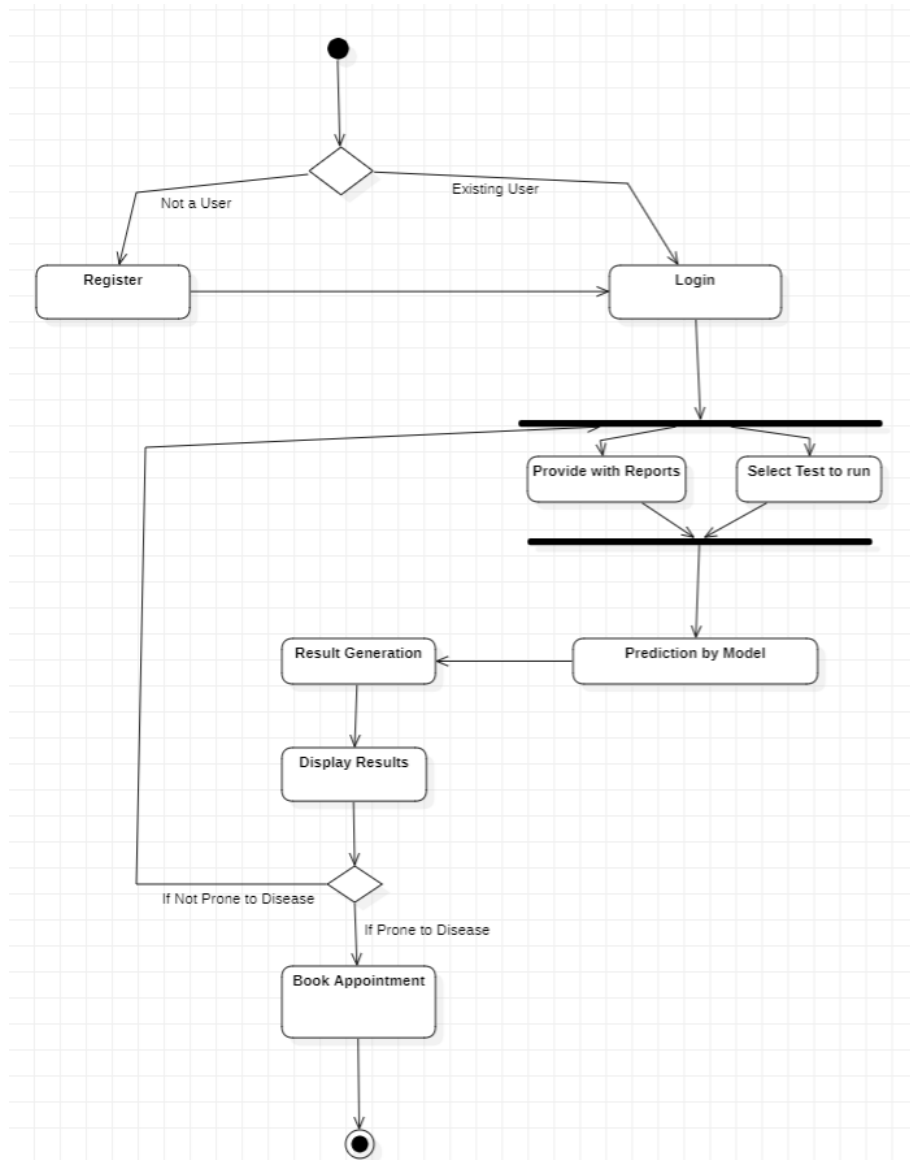 Existing User
Not a User
Register
Login
Provide with Reports
Select Test to run
Result Generation
Prediction by Model
Display Results
If Not Prone to Disease
If Prone to Disease
Book Appointment